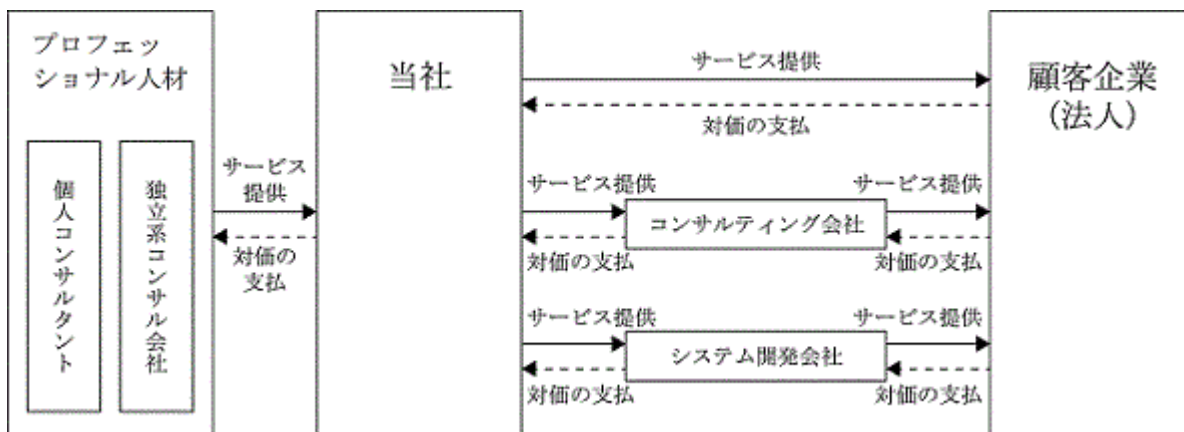 プロフェッ
ショナル人材
個人コンサルタント
独立系コンサル会社
サービス
提供
対価の
支払
当社
サービス提供
対価の支払
サービス提供
コンサルティング会社
サービス提供
対価の支払
対価の支払
サービス提供
システム開発会社
サービス提供
対価の支払
対価の支払
顧客企業
(法人)